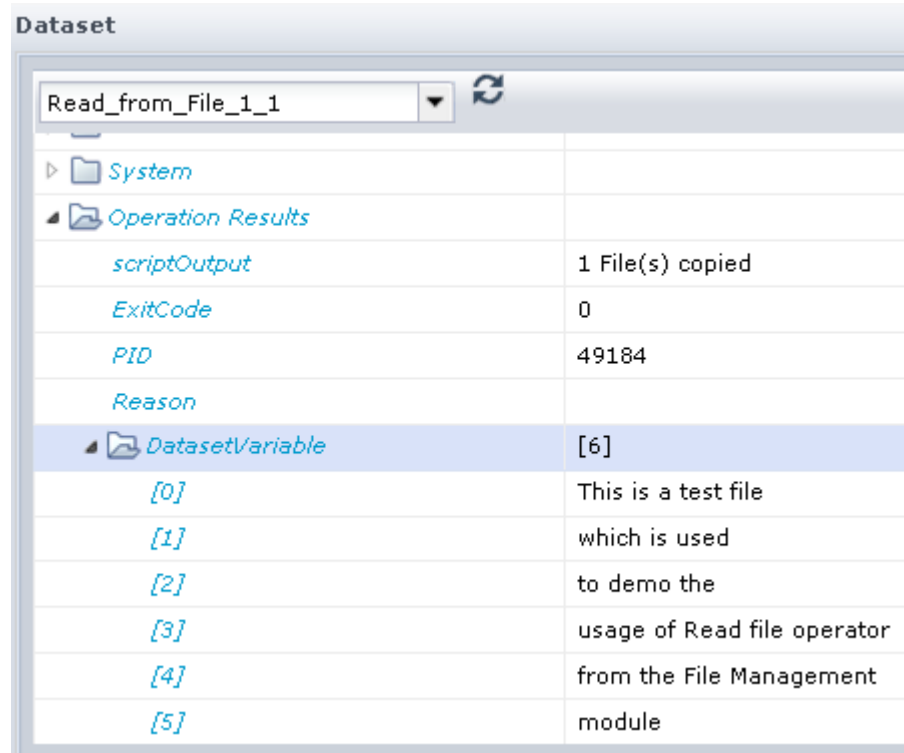 Dataset
Read_from_File_1_1
System
Operation Results
scriptOutput 1 File(s) copied
ExitCode 0
PID 49184
Reason
DatasetVariable [6]
[0] This is a test file
[1] which is used
[2] to demo the
[3] usage of Read file operator
[4] from the File Management
[5] module